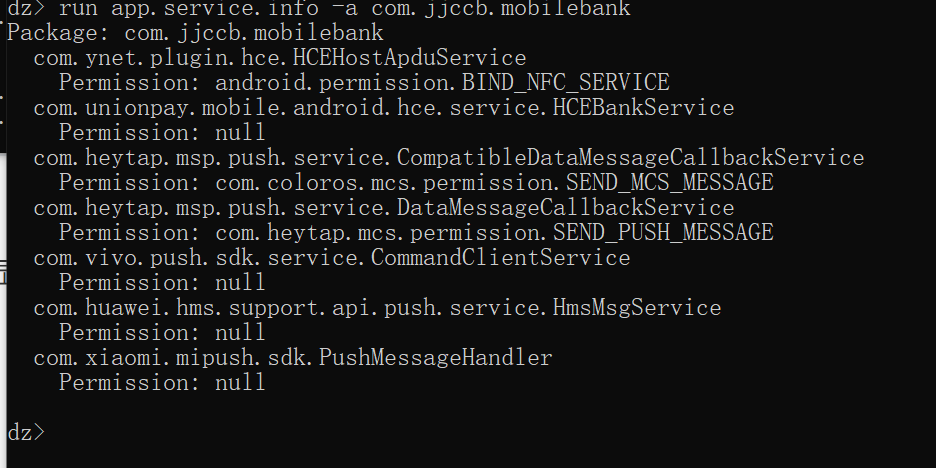 dz> run app.service.info -a com.jjccb.mobilebank
Package: com.jjccb.mobilebank
  com.ynet.plugin.hce.HCEHostApduService
    Permission: android.permission.BIND_NFC_SERVICE
  com.unionpay.mobile.android.hce.service.HCEBankService
    Permission: null
  com.heytap.msp.push.service.CompatibleDataMessageCallbackService
    Permission: com.coloros.mcs.permission.SEND_MCS_MESSAGE
  com.heytap.msp.push.service.DataMessageCallbackService
    Permission: com.heytap.mcs.permission.SEND_PUSH_MESSAGE
  com.vivo.push.sdk.service.CommandClientService
    Permission: null
  com.huawei.hms.support.api.push.service.HmsMsgService
    Permission: null
  com.xiaomi.mipush.sdk.PushMessageHandler
    Permission: null
dz>